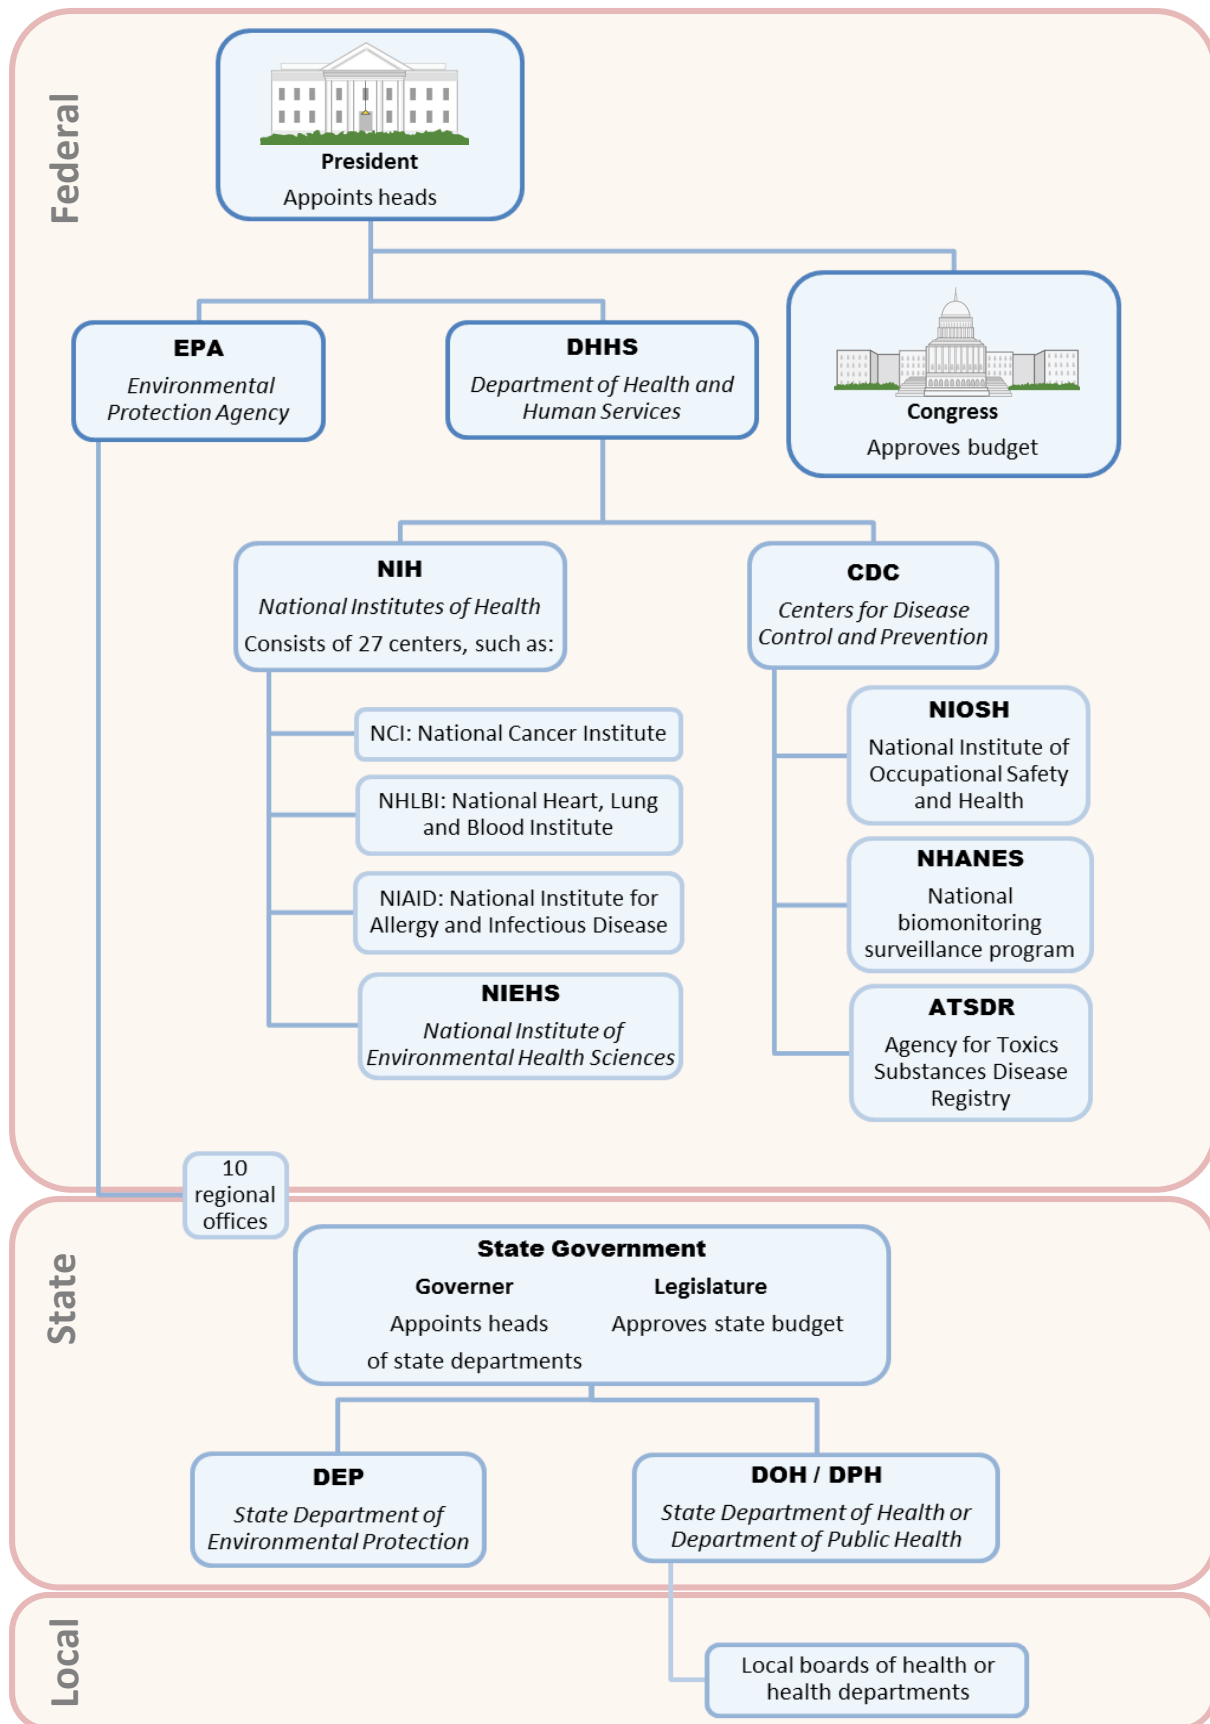 Federal
President
Appoints heads
EPA
Environmental
Protection Agency
DHHS
Department of Health and
Human Services
Congress
Approves budget
NIH
National Institutes of Health
Consists of 27 centers, such as:
NCI: National Cancer Institute
NHLBI: National Heart, Lung
and Blood Institute
NIAID: National Institute for
Allergy and Infectious Disease
NIEHS
National Institute of
Environmental Health Sciences
CDC
Centers for Disease
Control and Prevention
NIOSH
National Institute of
Occupational Safety
and Health
NHANES
National
biomonitoring
surveillance program
ATSDR
Agency for Toxics
Substances Disease
Registry
10
regional
offices
State
State Government
Governer
Appoints heads
of state departments
Legislature
Approves state budget
DEP
State Department of
Environmental Protection
DOH / DPH
State Department of Health or
Department of Public Health
Local
Local boards of health or
health departments